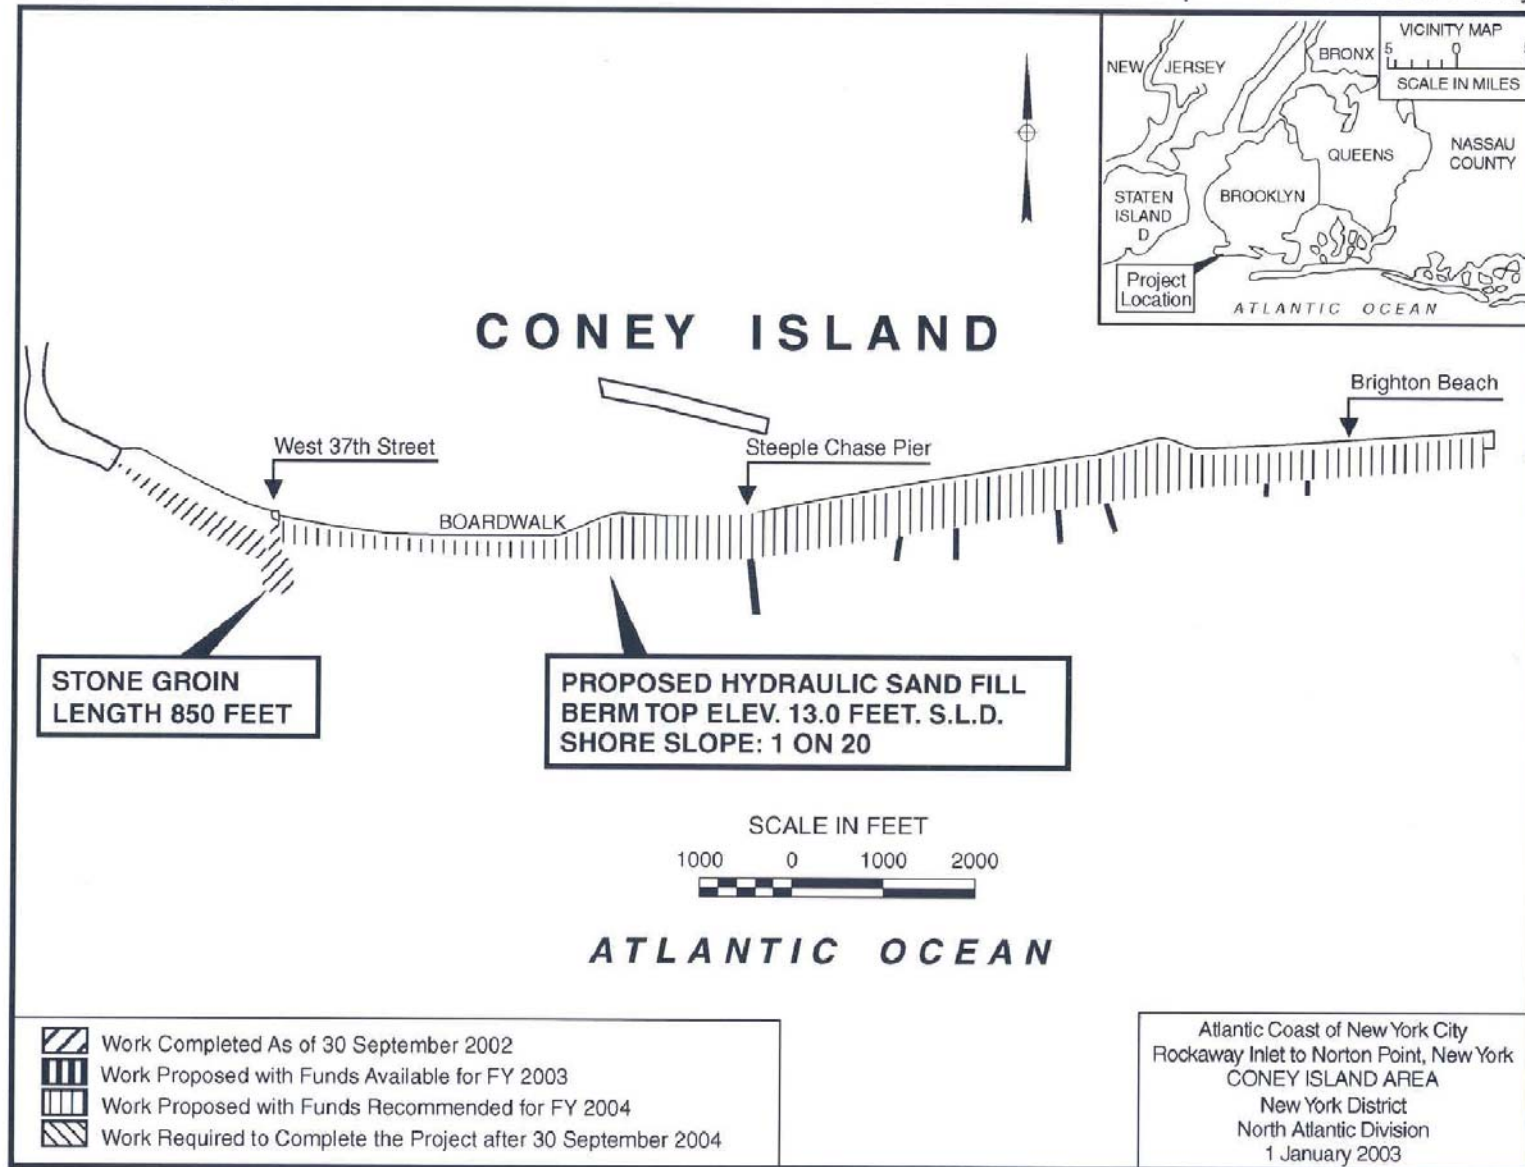 VICINITY MAP
5 0
SCALE IN MILES
NEW JERSEY
BRONX
QUEENS
NASSAU
COUNTY
STATEN
ISLAND
D
BROOKLYN
Project
Location
ATLANTIC OCEAN
CONEY ISLAND
Brighton Beach
West 37th Street
Steeple Chase Pier
BOARDWALK
STONE GROIN
LENGTH 850 FEET
PROPOSED HYDRAULIC SAND FILL
BERM TOP ELEV. 13.0 FEET. S.L.D.
SHORE SLOPE: 1 ON 20
SCALE IN FEET
1000 0 1000 2000
ATLANTIC OCEAN
Work Completed As of 30 September 2002
Work Proposed with Funds Available for FY 2003
Work Proposed with Funds Recommended for FY 2004
Work Required to Complete the Project after 30 September 2004
Atlantic Coast of New York City
Rockaway Inlet to Norton Point, New York
CONEY ISLAND AREA
New York District
North Atlantic Division
1 January 2003